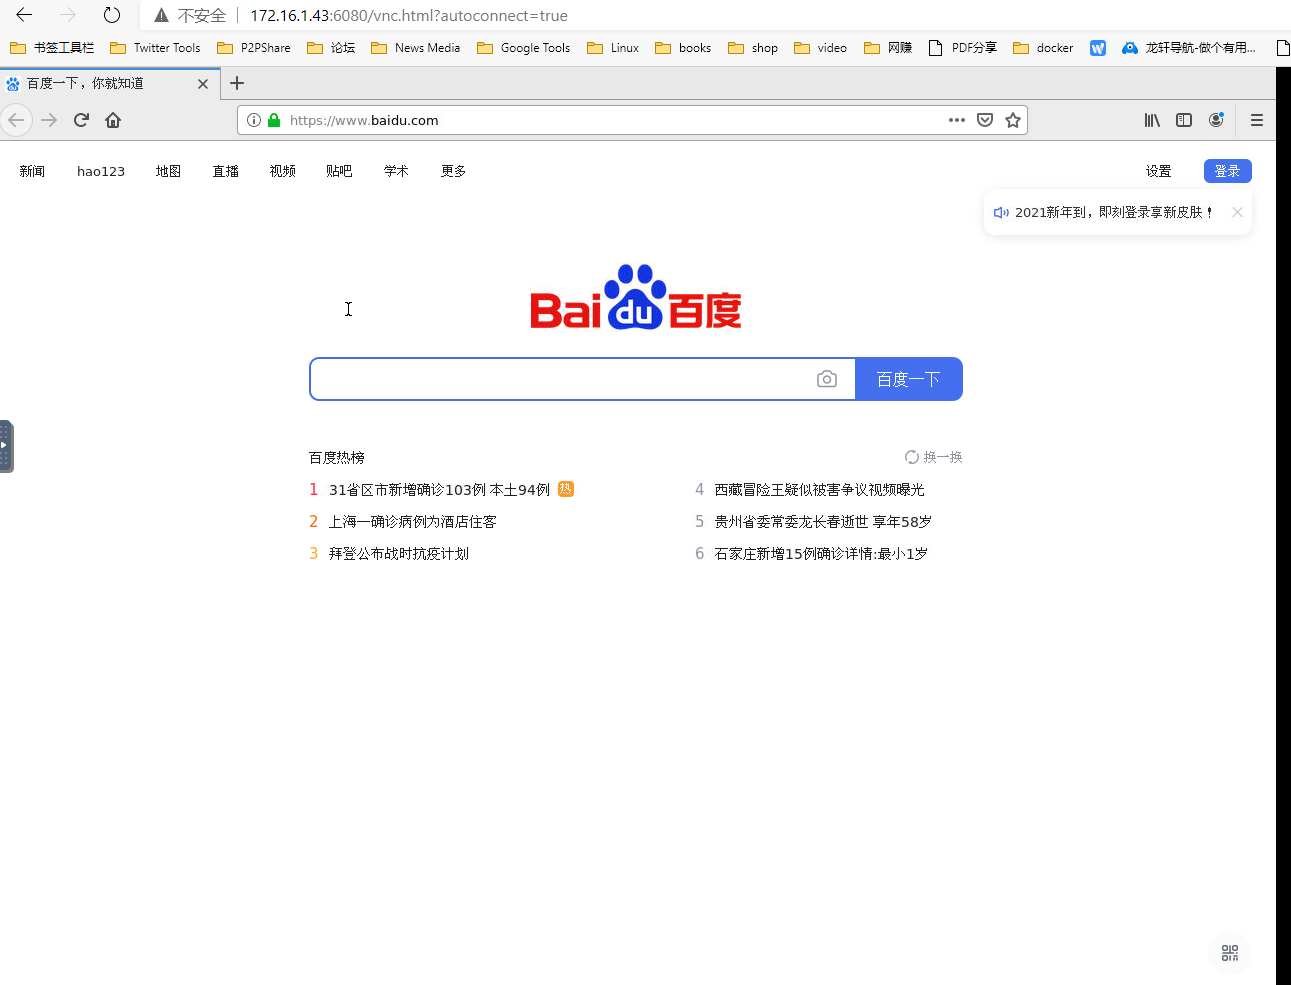 不安全 172.16.1.43:6080/vnc.html?autoconnect=true
书签工具栏 Twitter Tools P2PShare 论坛 News Media Google Tools Linux books shop video 网赚 PDF分享 docker W 龙轩导航-做个有用...
百度一下，你就知道
https://www.baidu.com
新闻 hao123 地图 直播 视频 贴吧 学术 更多 设置 登录
2021新年到，即刻登录享新皮肤！
Bai du 百度
百度一下
百度热榜 换一换
1 31省区市新增确诊103例 本土94例 热 4 西藏冒险王疑似被害争议视频曝光
2 上海一确诊病例为酒店住客 5 贵州省委常委龙长春逝世 享年58岁
3 拜登公布战时抗疫计划 6 石家庄新增15例确诊详情:最小1岁